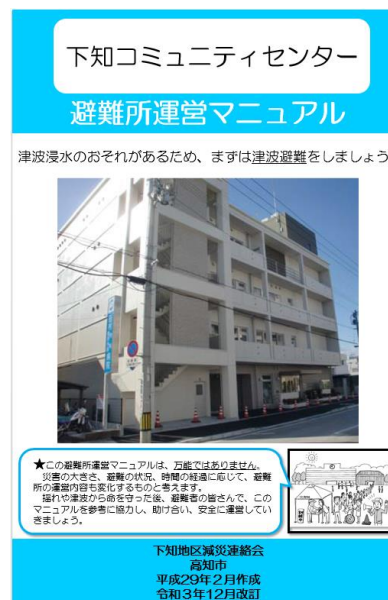 下知コミュニティセンター
避難所運営マニュアル
津波浸水のおそれがあるため、まずは津波避難をしましょう
★この避難所運営マニュアルは、万能ではありません。
災害の大きさ、避難の状況、時間の経過に応じて、避難
所の運営内容も変化するものと考えます。
揺れや津波から命を守った後、避難者の皆さんで、この
マニュアルを参考に協力し、助け合い、安全に運営してい
きましょう。
下知地区減災連絡会
高知市
平成29年2月作成
令和3年12月改訂